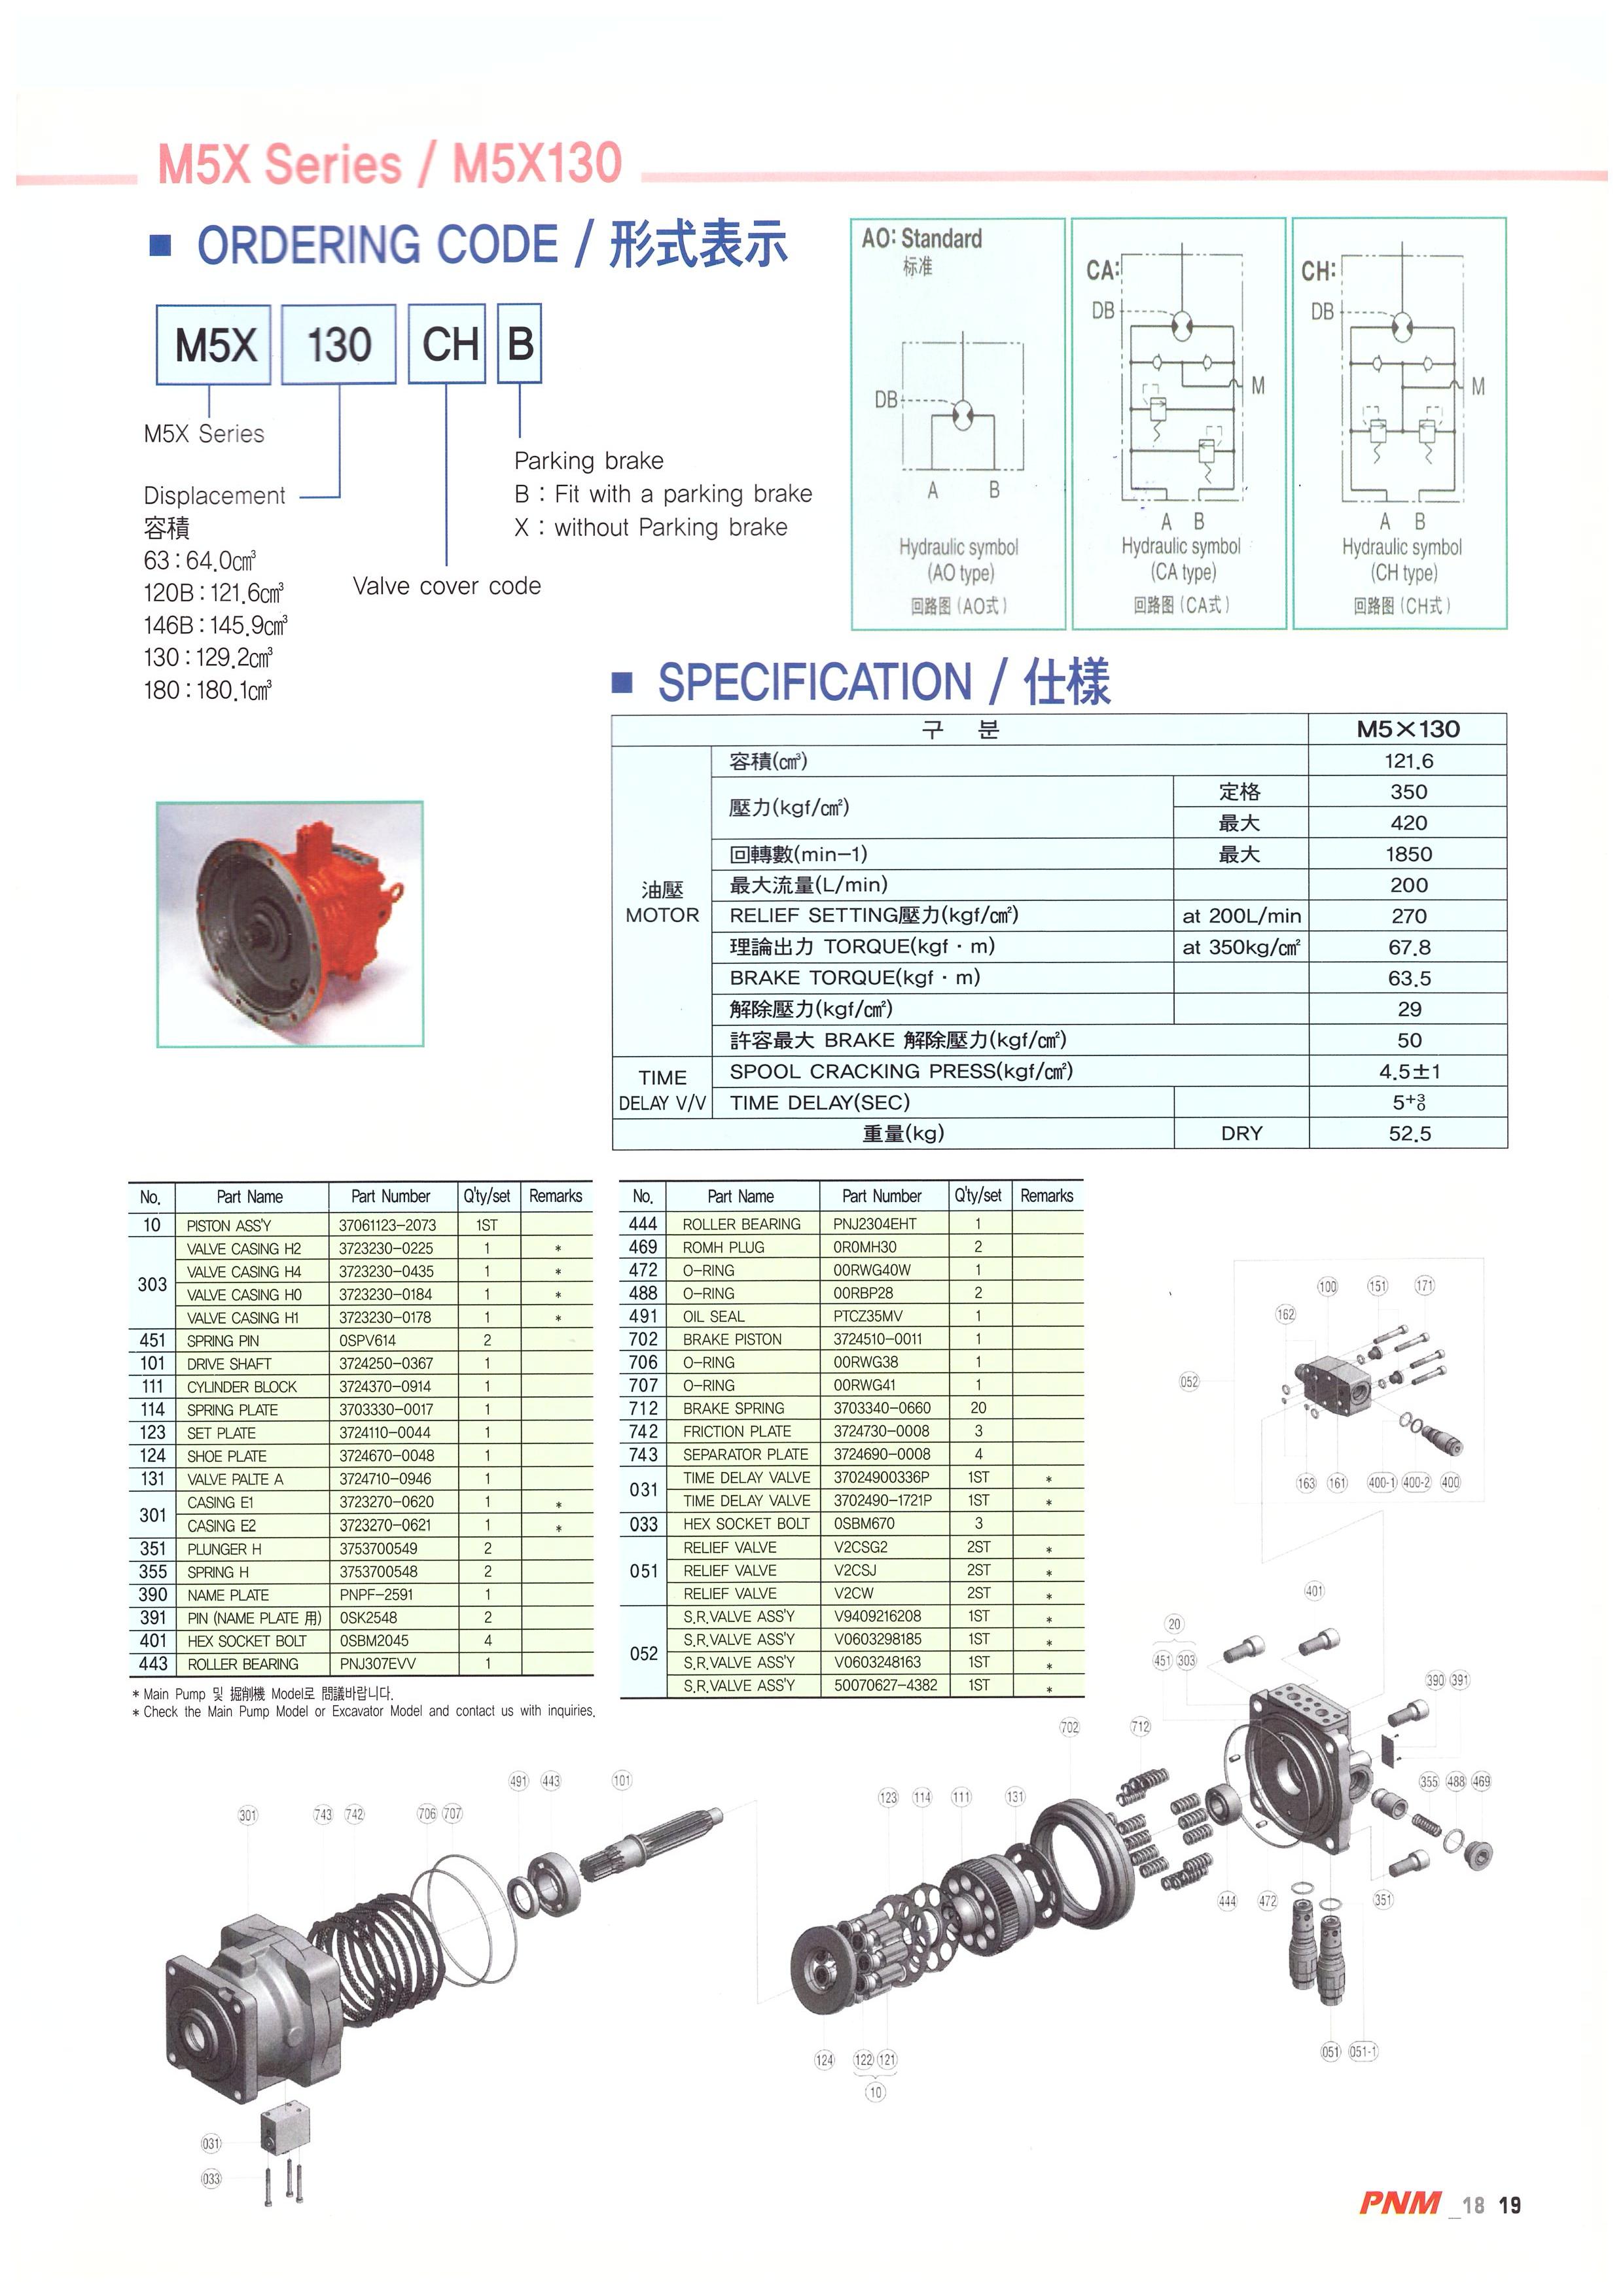 M5X Series / M5X130
■ ORDERING CODE / 形式表示
M5X 130 CH B
M5X Series
Displacement
容積
63 : 64.0cm³
120B : 121.6cm³
146B : 145.9cm³
130 : 129.2cm³
180 : 180.1cm³
Valve cover code
Parking brake
B : Fit with a parking brake
X : without Parking brake
AO: Standard
标准
DB
A B
Hydraulic symbol
(AO type)
回路图 (AO式)
CA:
DB
M
A B
Hydraulic symbol
(CA type)
回路图 (CA式)
CH:
DB
M
A B
Hydraulic symbol
(CH type)
回路图 (CH式)
■ SPECIFICATION / 仕様
구 분 M5×130
油壓 MOTOR
容積(cm³) 121.6
壓力(kgf/cm²) 定格 350
最大 420
回轉數(min-1) 最大 1850
最大流量(L/min) 200
RELIEF SETTING壓力(kgf/cm²) at 200L/min 270
理論出力 TORQUE(kgf · m) at 350kg/cm² 67.8
BRAKE TORQUE(kgf · m) 63.5
解除壓力(kgf/cm²) 29
許容最大 BRAKE 解除壓力(kgf/cm²) 50
TIME DELAY V/V
SPOOL CRACKING PRESS(kgf/cm²) 4.5±1
TIME DELAY(SEC) 5+3 0
重量(kg) DRY 52.5
No. Part Name Part Number Q'ty/set Remarks
10 PISTON ASS'Y 37061123-2073 1ST
303 VALVE CASING H2 3723230-0225 1 *
VALVE CASING H4 3723230-0435 1 *
VALVE CASING H0 3723230-0184 1 *
VALVE CASING H1 3723230-0178 1 *
451 SPRING PIN 0SPV614 2
101 DRIVE SHAFT 3724250-0367 1
111 CYLINDER BLOCK 3724370-0914 1
114 SPRING PLATE 3703330-0017 1
123 SET PLATE 3724110-0044 1
124 SHOE PLATE 3724670-0048 1
131 VALVE PALTE A 3724710-0946 1
301 CASING E1 3723270-0620 1 *
CASING E2 3723270-0621 1 *
351 PLUNGER H 3753700549 2
355 SPRING H 3753700548 2
390 NAME PLATE PNPF-2591 1
391 PIN (NAME PLATE 用) 0SK2548 2
401 HEX SOCKET BOLT 0SBM2045 4
443 ROLLER BEARING PNJ307EVV 1
* Main Pump 및 掘削機 Model로 問議바랍니다.
* Check the Main Pump Model or Excavator Model and contact us with inquiries.
No. Part Name Part Number Q'ty/set Remarks
444 ROLLER BEARING PNJ2304EHT 1
469 ROMH PLUG 0R0MH30 2
472 O-RING 00RWG40W 1
488 O-RING 00RBP28 2
491 OIL SEAL PTCZ35MV 1
702 BRAKE PISTON 3724510-0011 1
706 O-RING 00RWG38 1
707 O-RING 00RWG41 1
712 BRAKE SPRING 3703340-0660 20
742 FRICTION PLATE 3724730-0008 3
743 SEPARATOR PLATE 3724690-0008 4
031 TIME DELAY VALVE 37024900336P 1ST *
TIME DELAY VALVE 3702490-1721P 1ST *
033 HEX SOCKET BOLT 0SBM670 3
051 RELIEF VALVE V2CSG2 2ST *
RELIEF VALVE V2CSJ 2ST *
RELIEF VALVE V2CW 2ST *
052 S.R.VALVE ASS'Y V9409216208 1ST *
S.R.VALVE ASS'Y V0603298185 1ST *
S.R.VALVE ASS'Y V0603248163 1ST *
S.R.VALVE ASS'Y 50070627-4382 1ST *
100 151 171
162
052
163 161 400-1 400-2 400
401
20
451 303
390 391
702 712
355 488 469
491 443 101
123 114 111 131
301 743 742 706 707
444 472 351
051 051-1
124 122 121
10
031
033
PNM _18 19